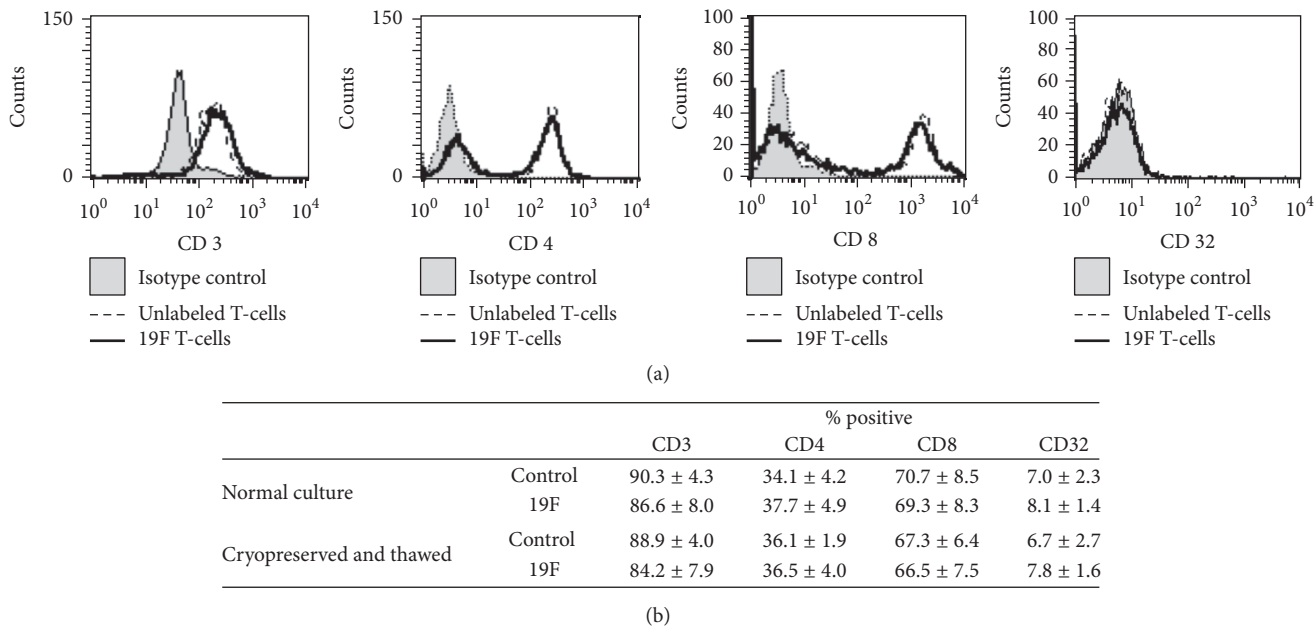 150
Counts
0
10^0 10^1 10^2 10^3 10^4
CD 3
Isotype control
Unlabeled T-cells
19F T-cells
150
Counts
0
10^0 10^1 10^2 10^3 10^4
CD 4
Isotype control
Unlabeled T-cells
19F T-cells
100
80
60
40
20
0
Counts
10^0 10^1 10^2 10^3 10^4
CD 8
Isotype control
Unlabeled T-cells
19F T-cells
100
80
60
40
20
0
Counts
10^0 10^1 10^2 10^3 10^4
CD 32
Isotype control
Unlabeled T-cells
19F T-cells
(a)
% positive
CD3 CD4 CD8 CD32
Normal culture
Control 90.3 ± 4.3 34.1 ± 4.2 70.7 ± 8.5 7.0 ± 2.3
19F 86.6 ± 8.0 37.7 ± 4.9 69.3 ± 8.3 8.1 ± 1.4
Cryopreserved and thawed
Control 88.9 ± 4.0 36.1 ± 1.9 67.3 ± 6.4 6.7 ± 2.7
19F 84.2 ± 7.9 36.5 ± 4.0 66.5 ± 7.5 7.8 ± 1.6
(b)